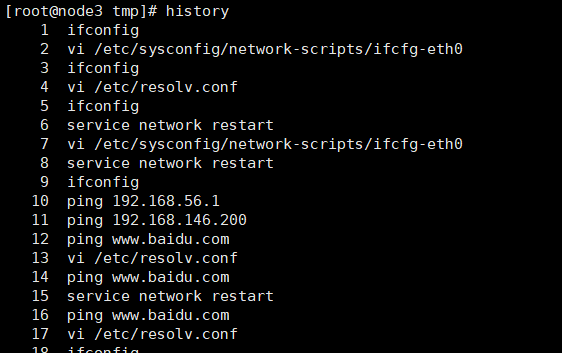 [root@node3 tmp]# history
1 ifconfig
2 vi /etc/sysconfig/network-scripts/ifcfg-eth0
3 ifconfig
4 vi /etc/resolv.conf
5 ifconfig
6 service network restart
7 vi /etc/sysconfig/network-scripts/ifcfg-eth0
8 service network restart
9 ifconfig
10 ping 192.168.56.1
11 ping 192.168.146.200
12 ping www.baidu.com
13 vi /etc/resolv.conf
14 ping www.baidu.com
15 service network restart
16 ping www.baidu.com
17 vi /etc/resolv.conf
18 ifconfig